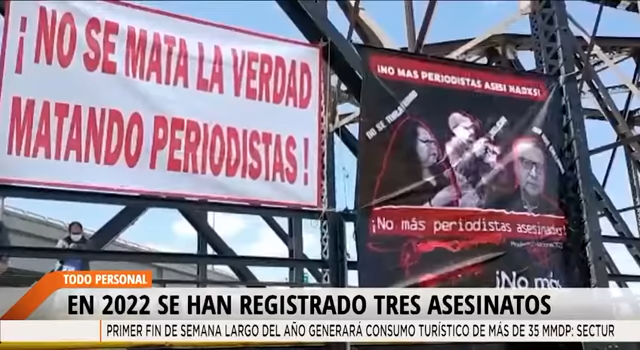 ¡NO SE MATA LA VERDAD
MATANDO PERIODISTAS!
¡NO MAS PERIODISTAS ASESINADXS!
¡No más periodistas asesinadxs!
¡No más
TODO PERSONAL
EN 2022 SE HAN REGISTRADO TRES ASESINATOS
PRIMER FIN DE SEMANA LARGO DEL AÑO GENERARÁ CONSUMO TURÍSTICO DE MÁS DE 35 MMDP: SECTUR